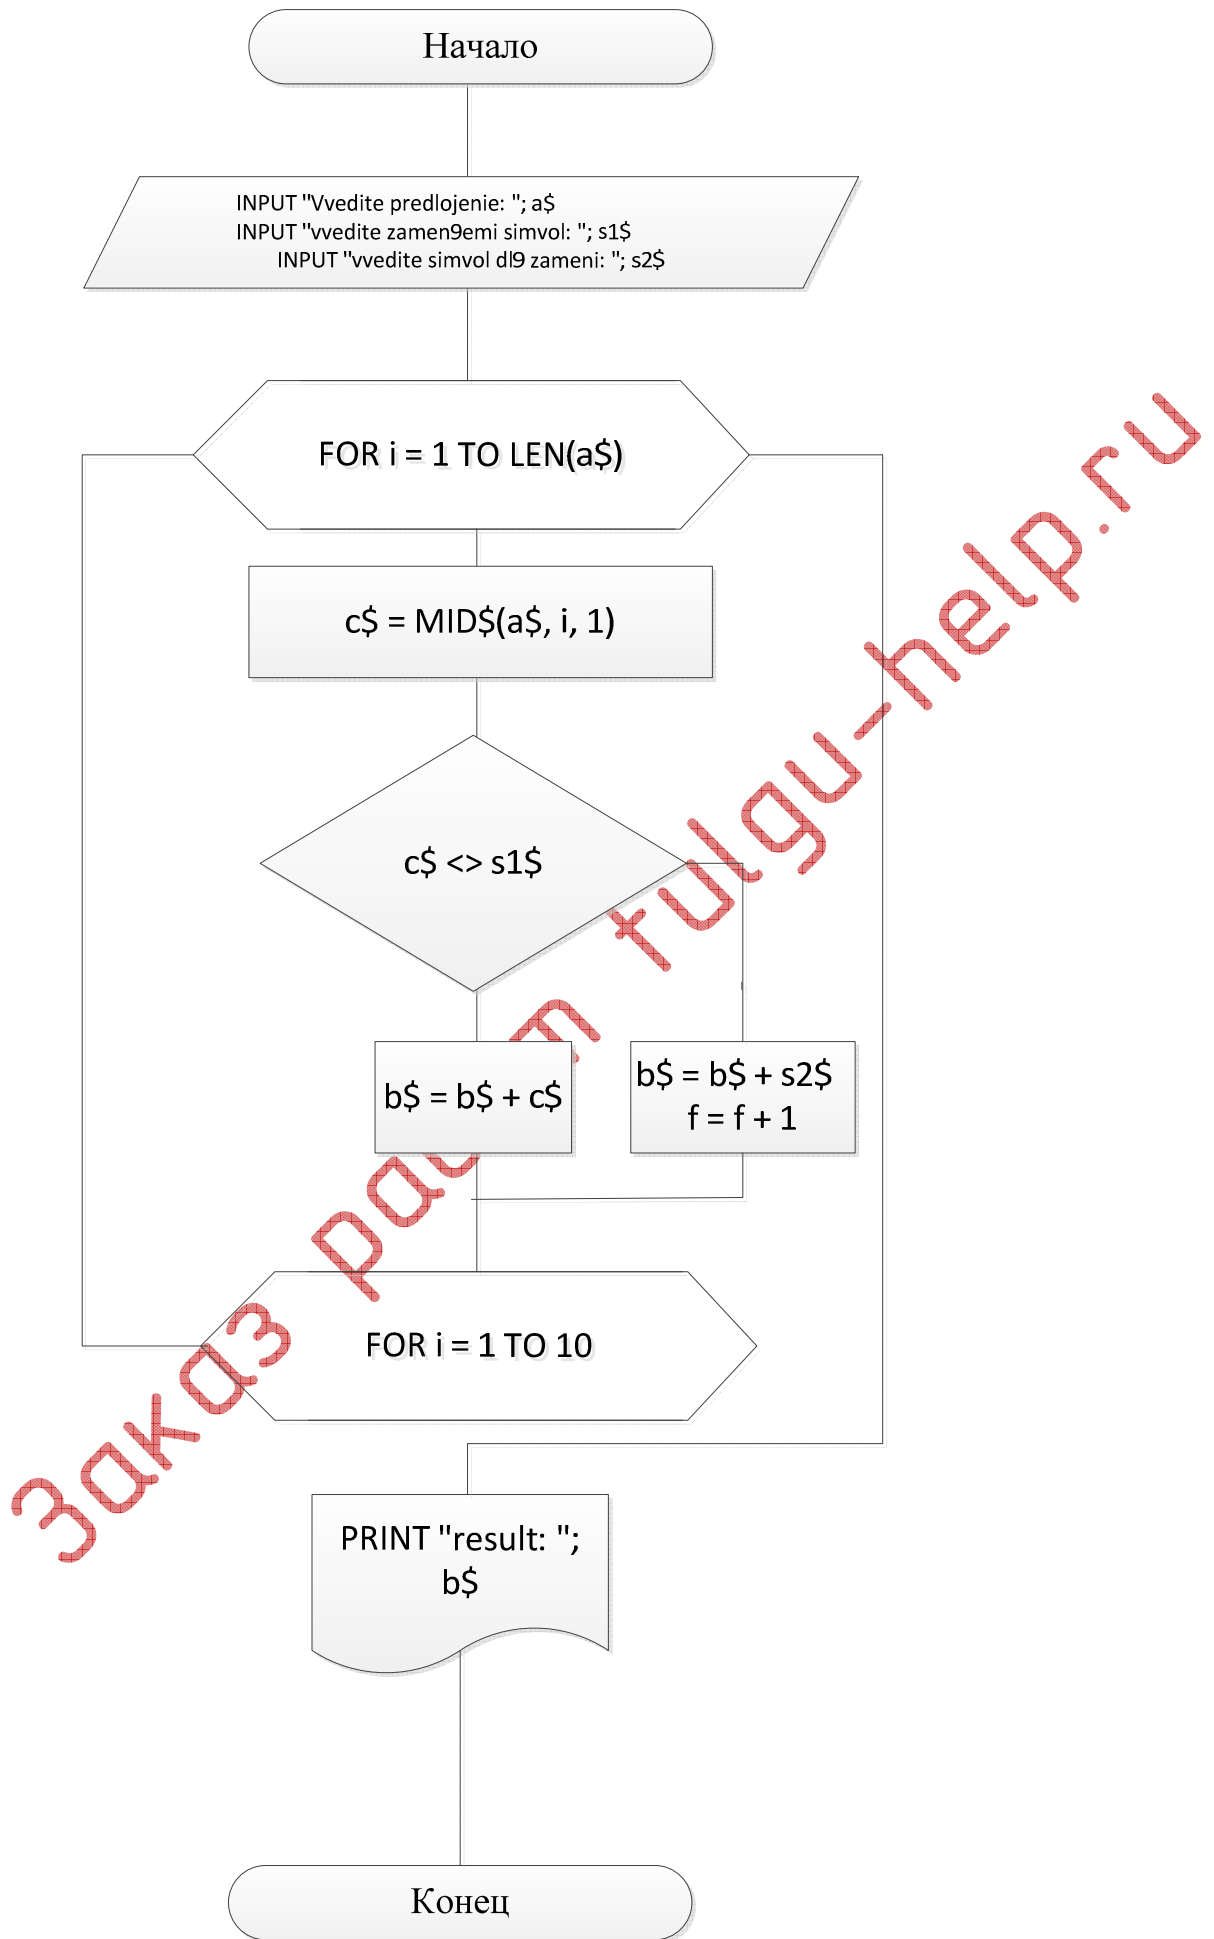 Начало
INPUT "Vvedite predlojenie: "; a$
INPUT "vvedite zamen9emi simvol: "; s1$
INPUT "vvedite simvol dl9 zameni: "; s2$
FOR i = 1 TO LEN(a$)
c$ = MID$(a$, i, 1)
c$ <> s1$
b$ = b$ + c$
b$ = b$ + s2$
f = f + 1
FOR i = 1 TO 10
PRINT "result: ";
b$
Конец
Заказ tulgu-help.ru